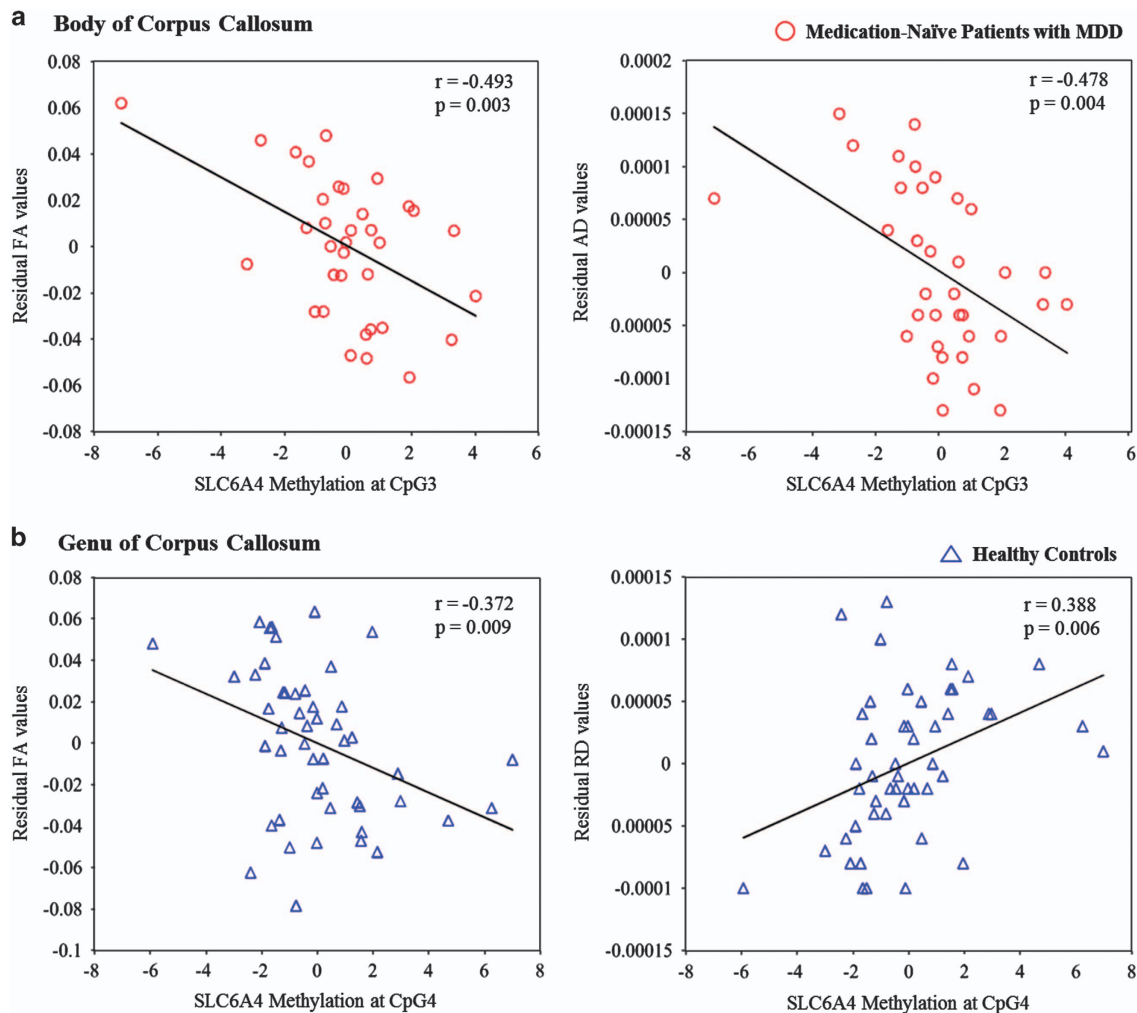 a
Body of Corpus Callosum
Medication-Naïve Patients with MDD
0.08
0.06
0.04
0.02
0
-0.02
-0.04
-0.06
-0.08
Residual FA values
r = -0.493
p = 0.003
-8 -6 -4 -2 0 2 4 6
SLC6A4 Methylation at CpG3
0.0002
0.00015
0.0001
0.00005
0
-0.00005
-0.0001
-0.00015
Residual AD values
r = -0.478
p = 0.004
-8 -6 -4 -2 0 2 4 6
SLC6A4 Methylation at CpG3
b
Genu of Corpus Callosum
Healthy Controls
0.08
0.06
0.04
0.02
0
-0.02
-0.04
-0.06
-0.08
-0.1
Residual FA values
r = -0.372
p = 0.009
-8 -6 -4 -2 0 2 4 6 8
SLC6A4 Methylation at CpG4
0.00015
0.0001
0.00005
0
-0.00005
-0.0001
-0.00015
Residual RD values
r = 0.388
p = 0.006
-8 -6 -4 -2 0 2 4 6 8
SLC6A4 Methylation at CpG4